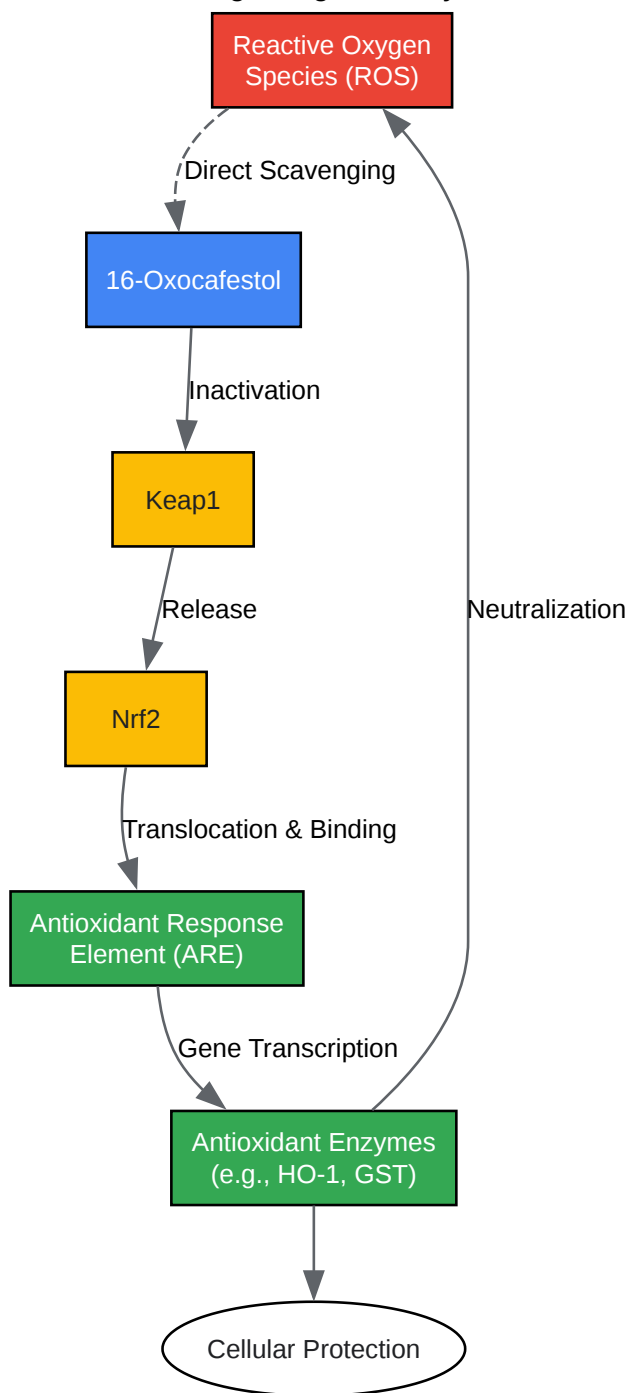 Reactive Oxygen
Species (ROS)
Direct Scavenging
16-Oxocafestol
Inactivation
Keap1
Release
Neutralization
Nrf2
Translocation & Binding
Antioxidant Response
Element (ARE)
Gene Transcription
Antioxidant Enzymes
(e.g., HO-1, GST)
Cellular Protection